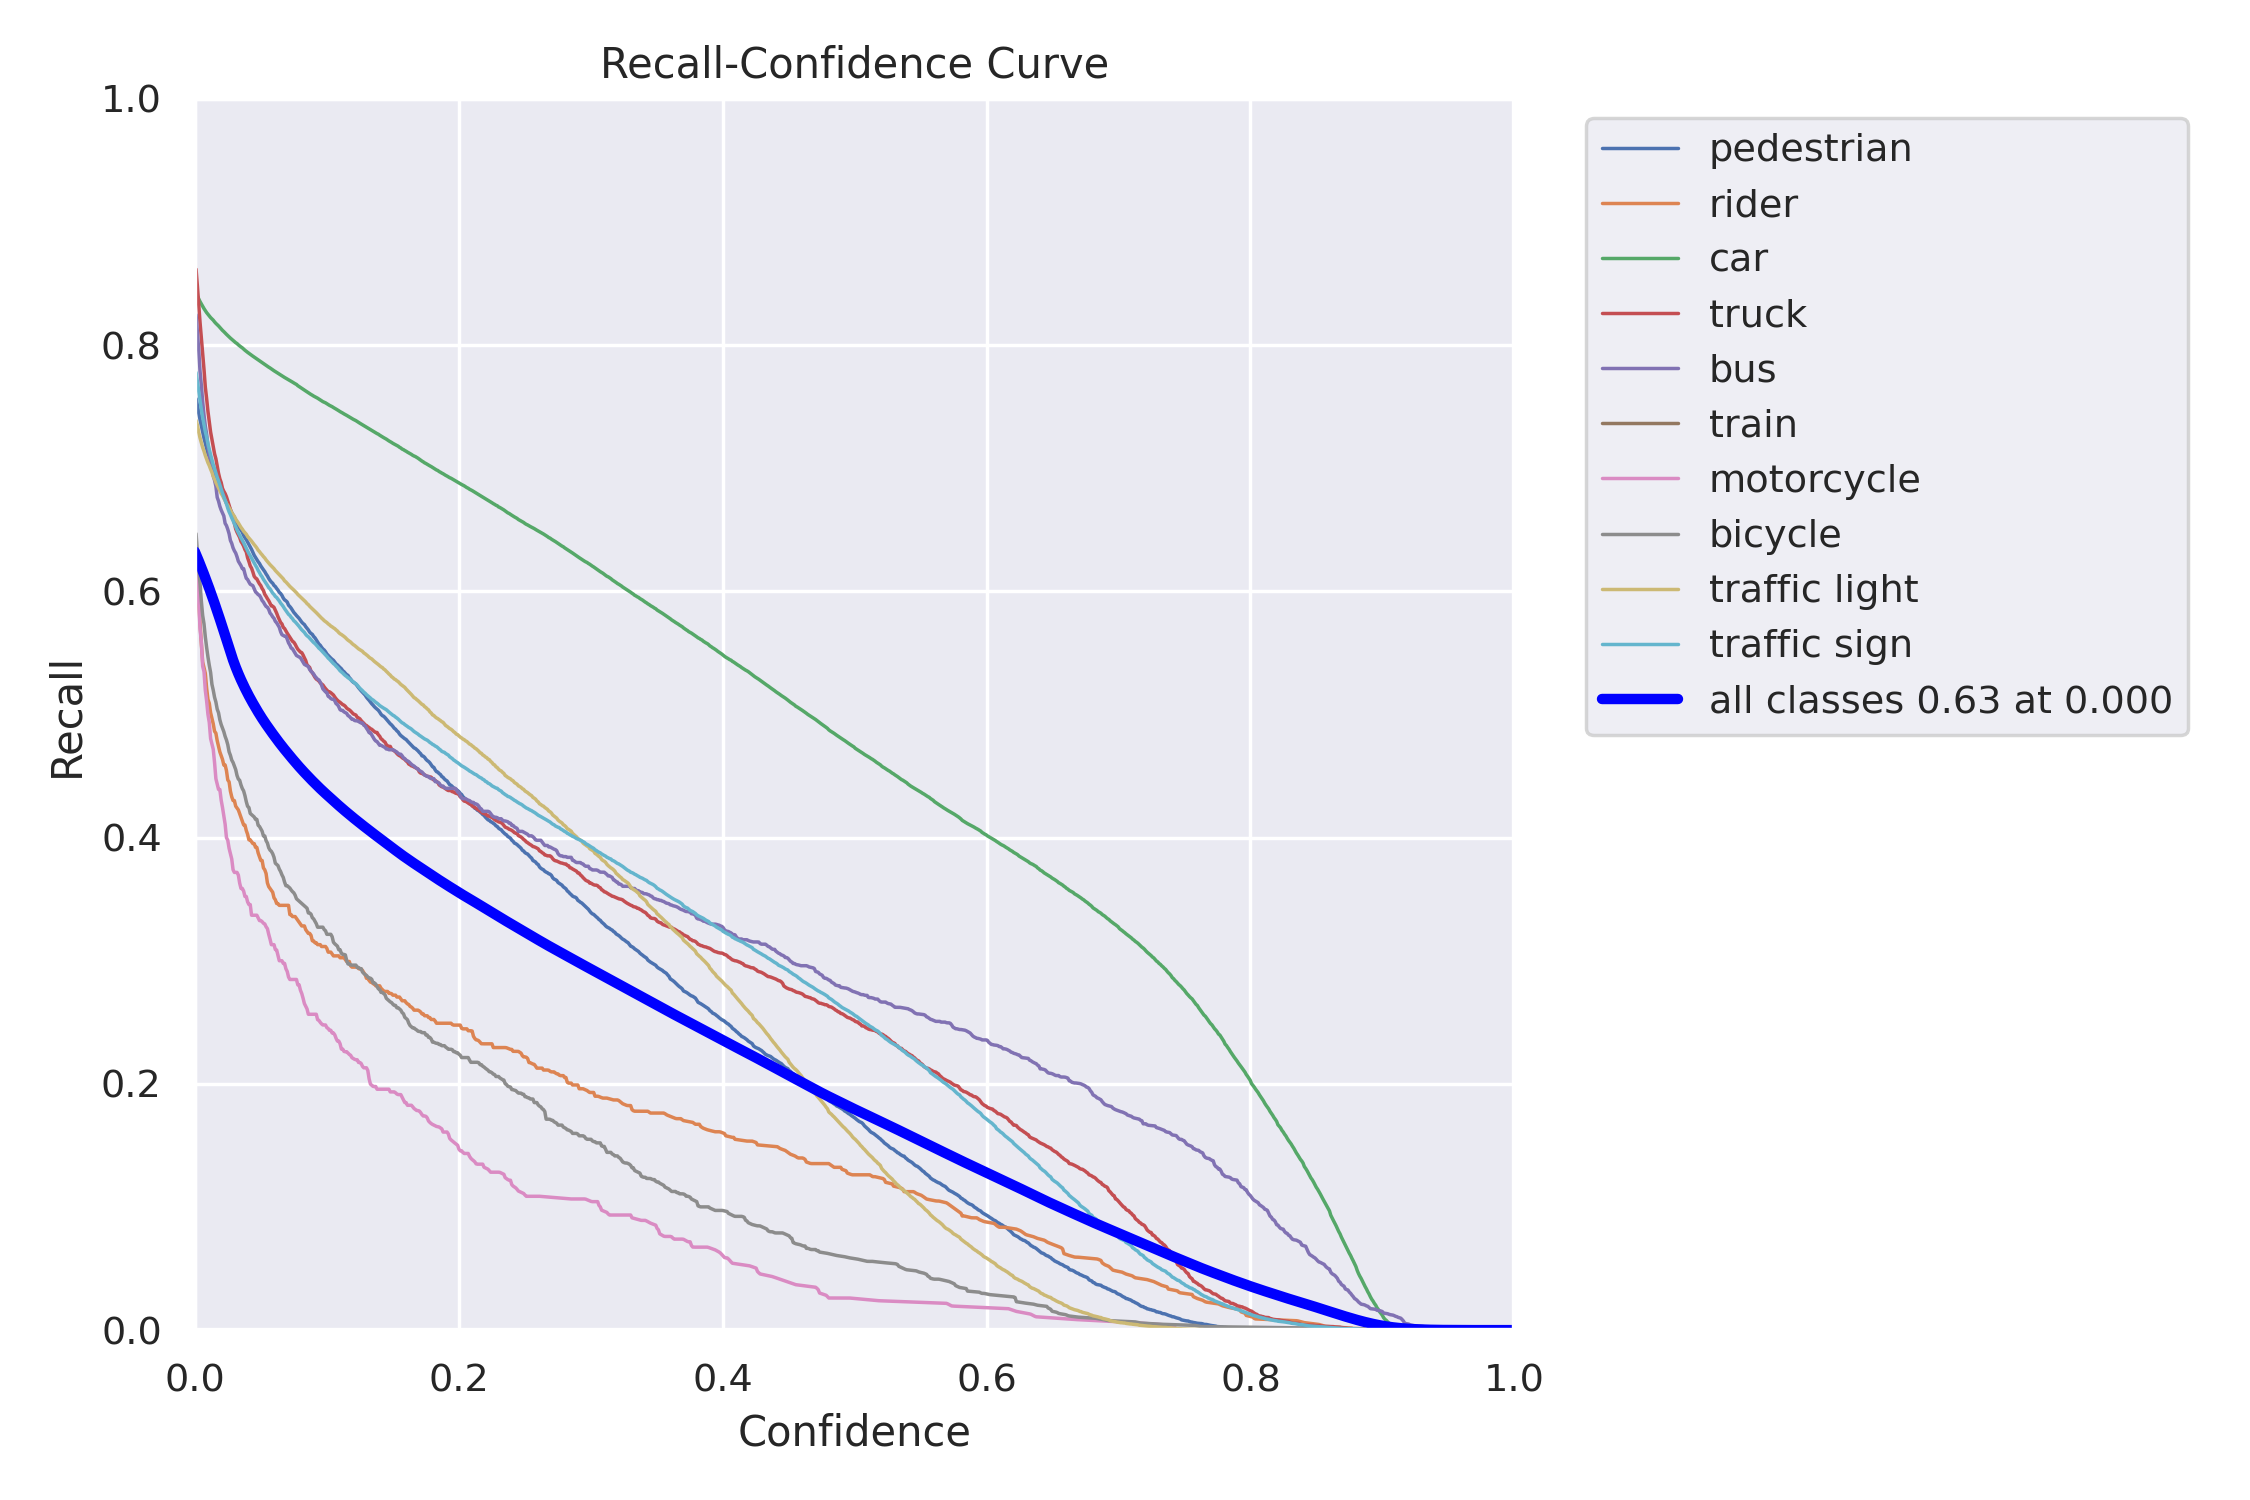 Recall-Confidence Curve
1.0
0.8
0.6
0.4
0.2
0.0
Recall
0.0 0.2 0.4 0.6 0.8 1.0
Confidence
pedestrian
rider
car
truck
bus
train
motorcycle
bicycle
traffic light
traffic sign
all classes 0.63 at 0.000